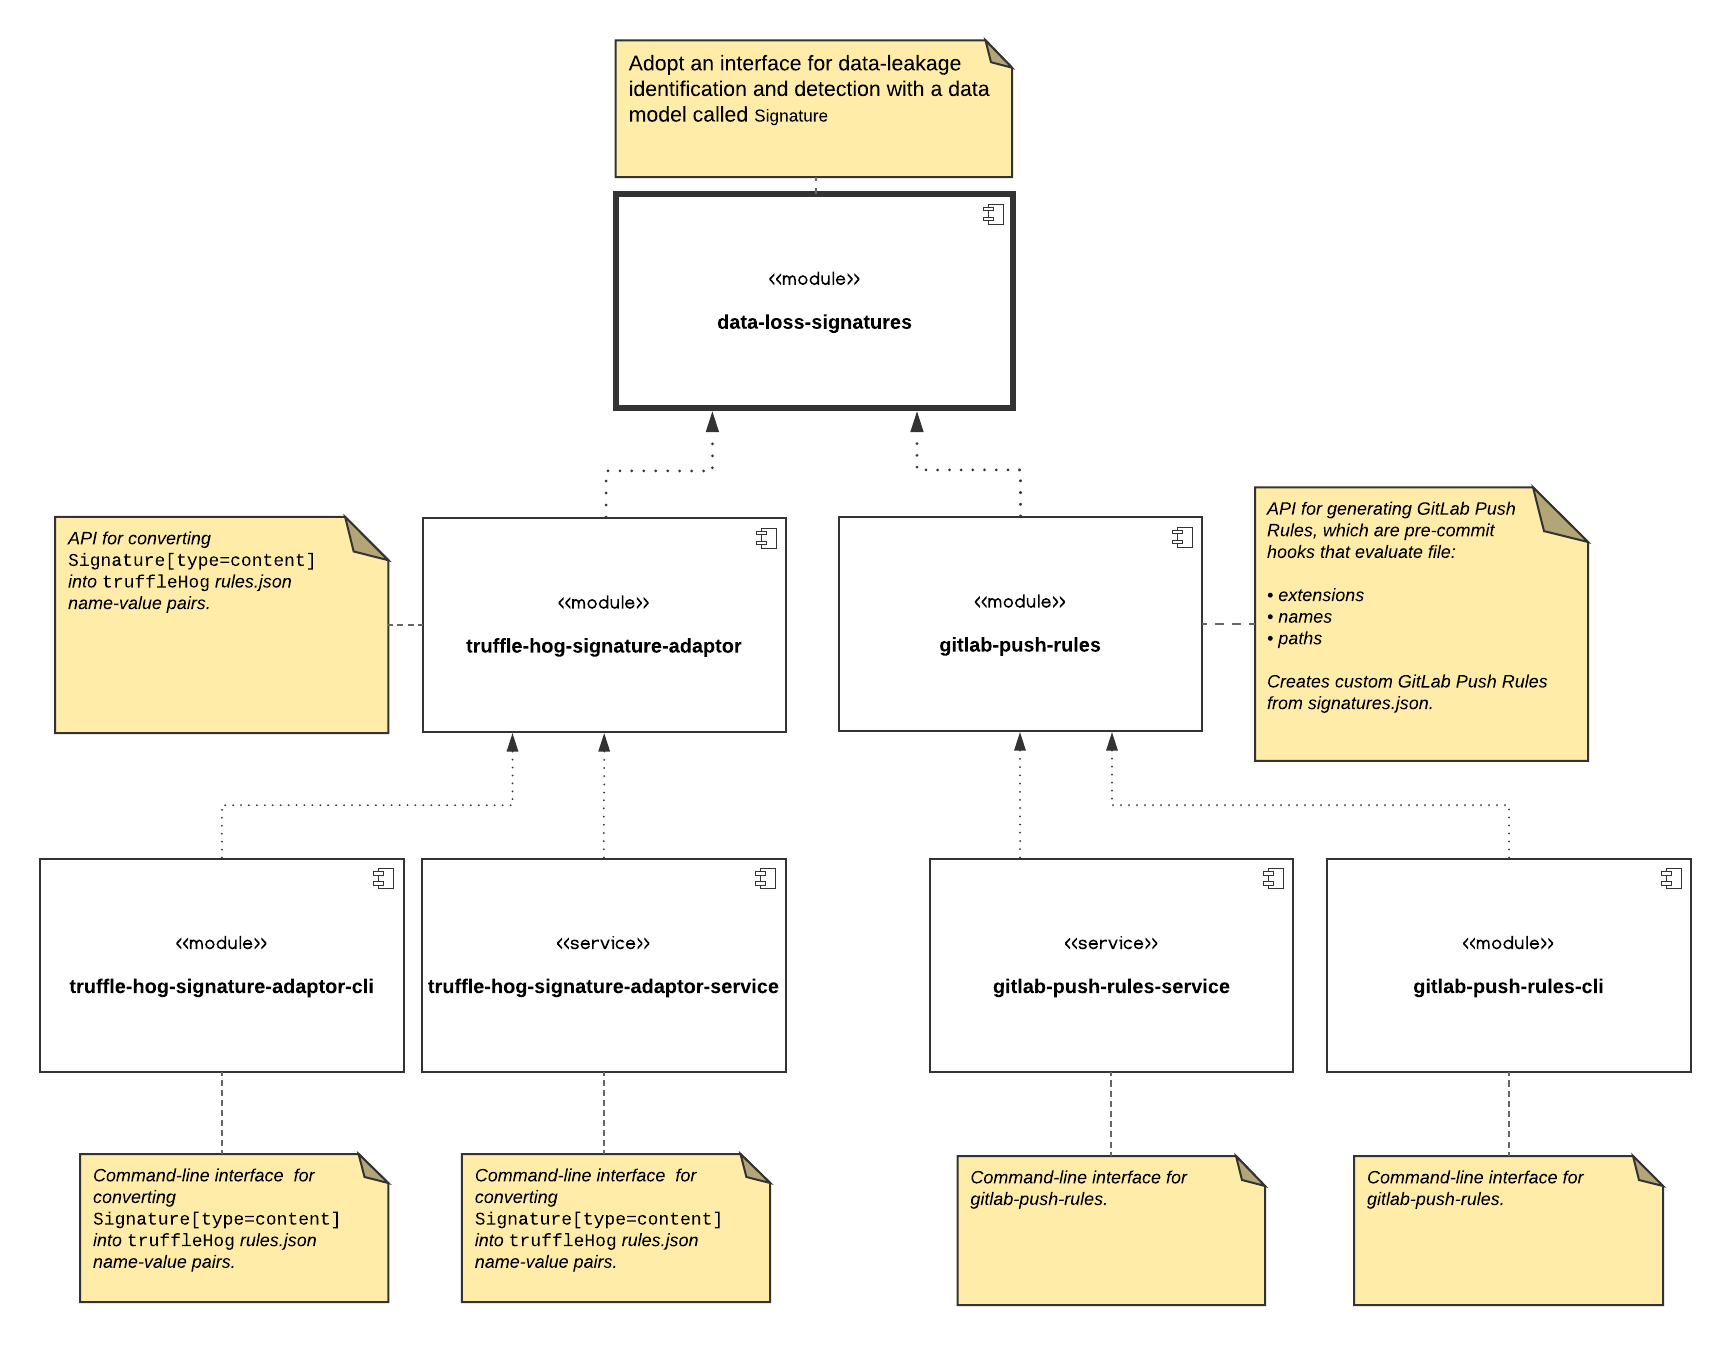 Adopt an interface for data-leakage
identification and detection with a data
model called Signature
<<module>>
data-loss-signatures
API for converting
Signature[type=content]
into truffleHog rules.json
name-value pairs.
<<module>>
truffle-hog-signature-adaptor
<<module>>
gitlab-push-rules
API for generating GitLab Push
Rules, which are pre-commit
hooks that evaluate file:
• extensions
• names
• paths
Creates custom GitLab Push Rules
from signatures.json.
<<module>>
truffle-hog-signature-adaptor-cli
<<service>>
truffle-hog-signature-adaptor-service
<<service>>
gitlab-push-rules-service
<<module>>
gitlab-push-rules-cli
Command-line interface  for
converting
Signature[type=content]
into truffleHog rules.json
name-value pairs.
Command-line interface  for
converting
Signature[type=content]
into truffleHog rules.json
name-value pairs.
Command-line interface for
gitlab-push-rules.
Command-line interface for
gitlab-push-rules.